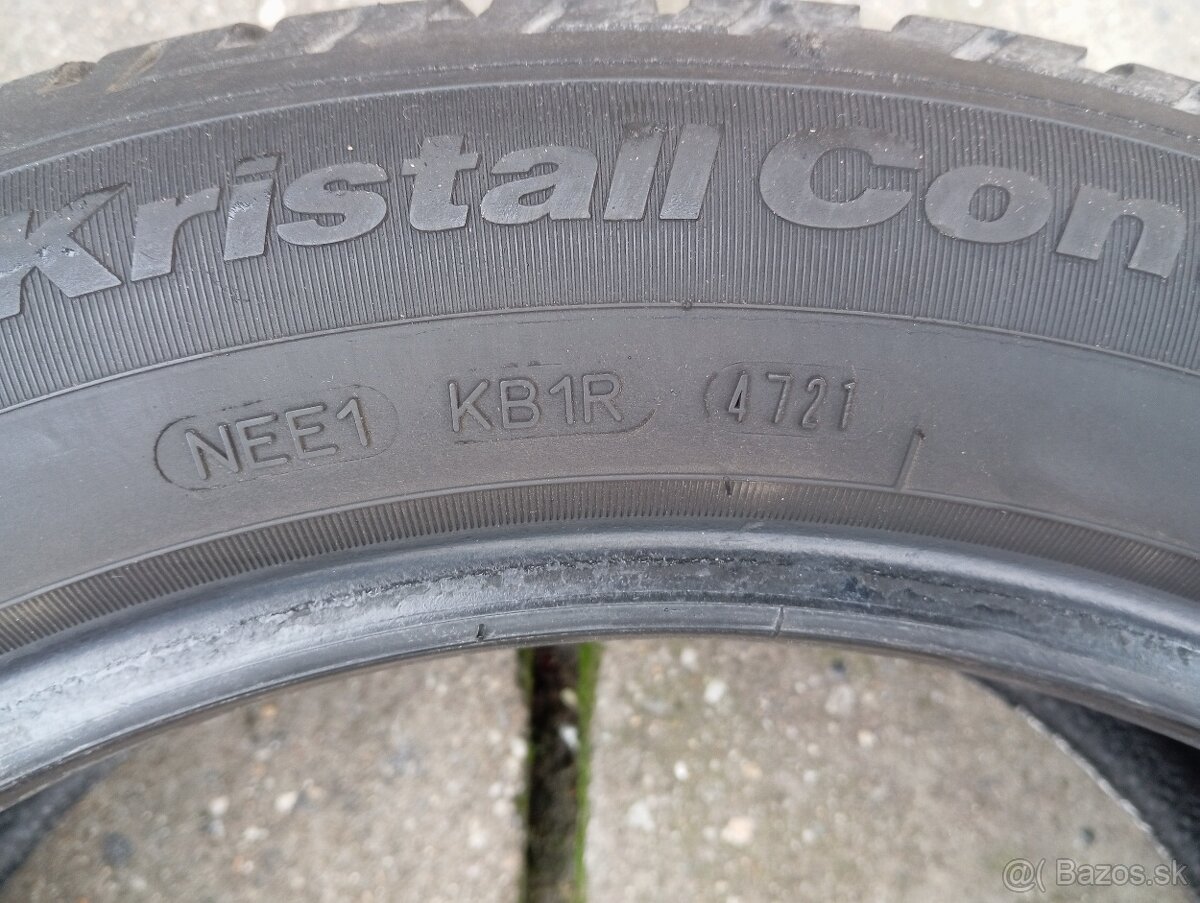 Kristall Con
NEE1 KB1R 4721
@( Bazos.sk